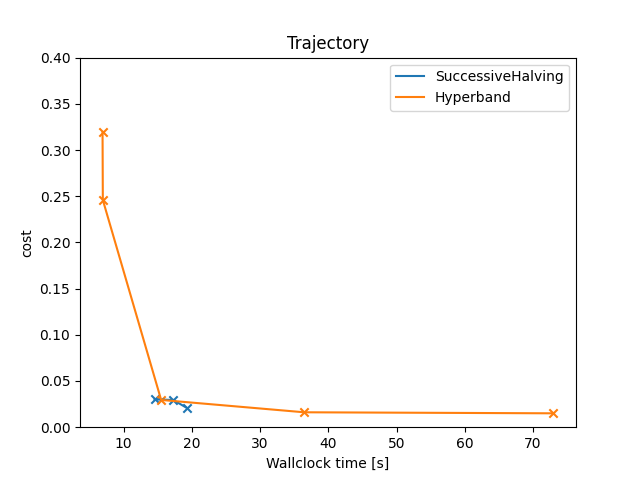 Trajectory
SuccessiveHalving
Hyperband
cost
0.40
0.35
0.30
0.25
0.20
0.15
0.10
0.05
0.00
10 20 30 40 50 60 70
Wallclock time [s]